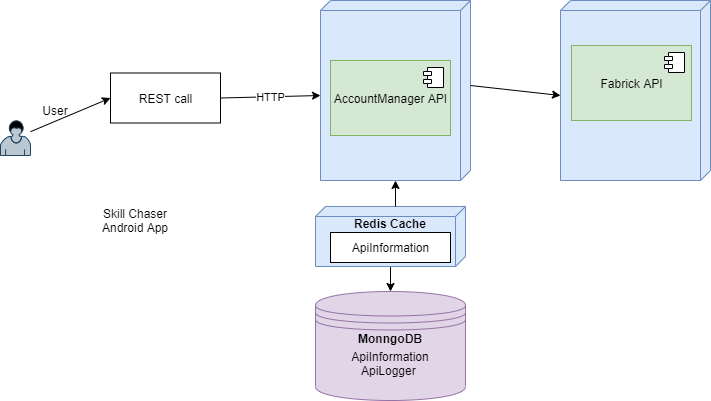 User
REST call
HTTP
AccountManager API
Fabrick API
Skill Chaser
Android App
Redis Cache
ApiInformation
MonngoDB
ApiInformation
ApiLogger